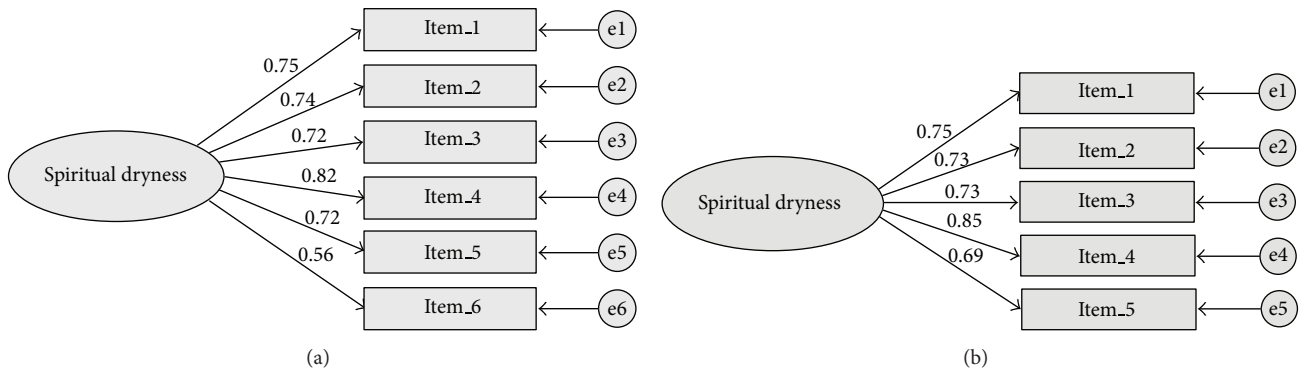 Spiritual dryness
0.75
0.74
0.72
0.82
0.72
0.56
Item_1
e1
Item_2
e2
Item_3
e3
Item_4
e4
Item_5
e5
Item_6
e6
(a)
Spiritual dryness
0.75
0.73
0.73
0.85
0.69
Item_1
e1
Item_2
e2
Item_3
e3
Item_4
e4
Item_5
e5
(b)